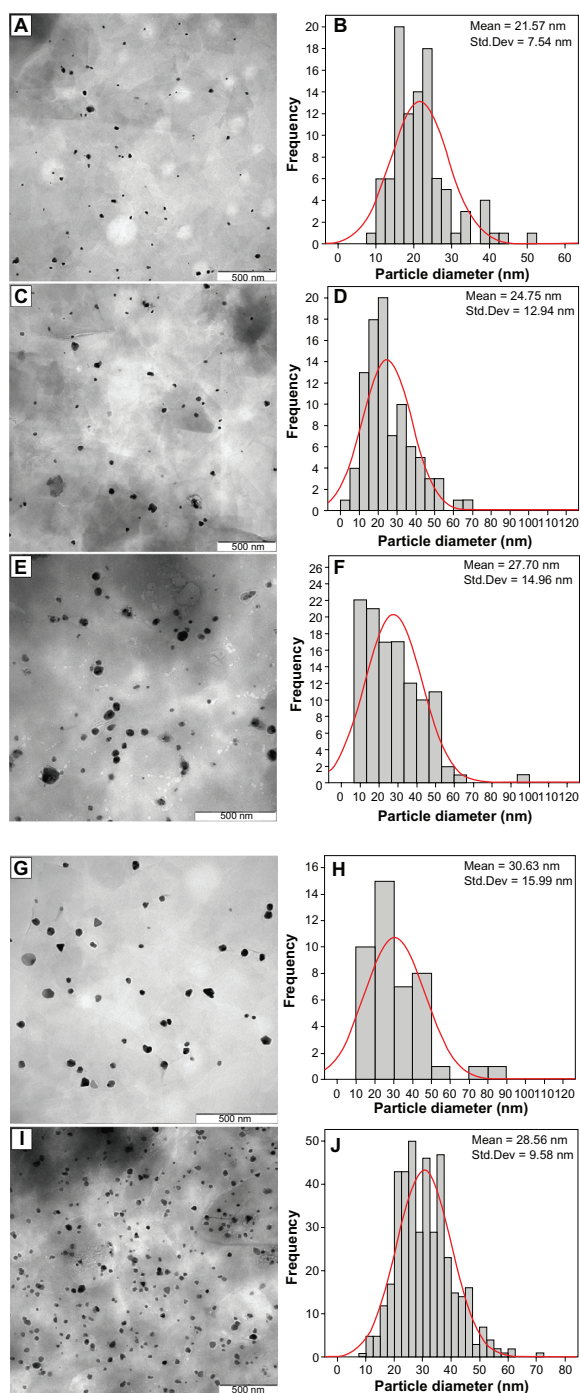 A
500 nm
B
Mean = 21.57 nm
Std.Dev = 7.54 nm
Frequency
20
18
16
14
12
10
8
6
4
2
0
0 10 20 30 40 50 60
Particle diameter (nm)
C
500 nm
D
Mean = 24.75 nm
Std.Dev = 12.94 nm
Frequency
20
18
16
14
12
10
8
6
4
2
0
0 10 20 30 40 50 60 70 80 90 100 110 120
Particle diameter (nm)
E
500 nm
F
Mean = 27.70 nm
Std.Dev = 14.96 nm
Frequency
26
24
22
20
18
16
14
12
10
8
6
4
2
0
0 10 20 30 40 50 60 70 80 90 100 110 120
Particle diameter (nm)
G
500 nm
H
Mean = 30.63 nm
Std.Dev = 15.99 nm
Frequency
16
14
12
10
8
6
4
2
0
0 10 20 30 40 50 60 70 80 90 100 110 120
Particle diameter (nm)
I
500 nm
J
Mean = 28.56 nm
Std.Dev = 9.58 nm
Frequency
50
40
30
20
10
0
0 10 20 30 40 50 60 70 80
Particle diameter (nm)